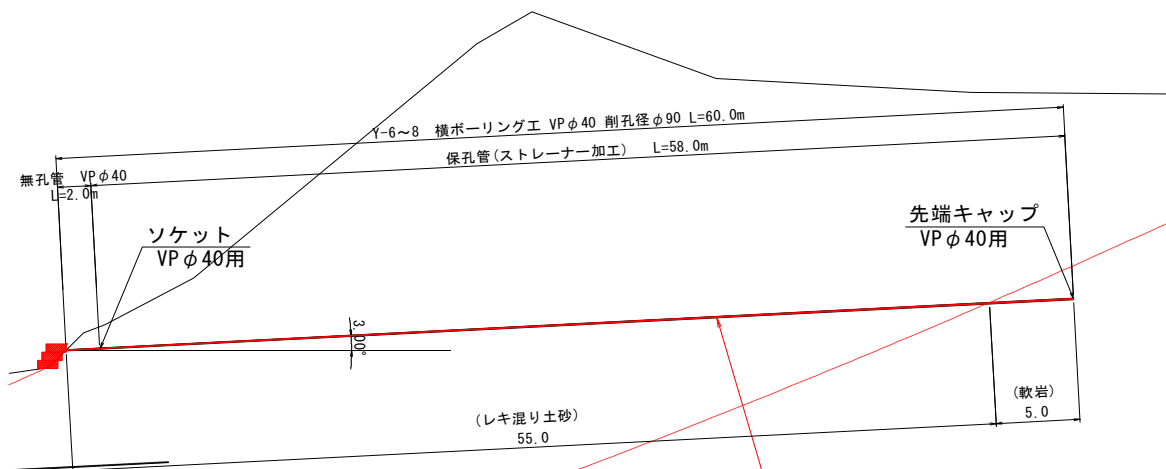 Y-6～8 横ボーリング工 VPφ40 削孔径φ90 L=60.0m
保孔管(ストレーナー加工) L=58.0m
無孔管 VPφ40
L=2.0m
ソケット
VPφ40用
先端キャップ
VPφ40用
3.00°
(レキ混り土砂)
55.0
(軟岩)
5.0